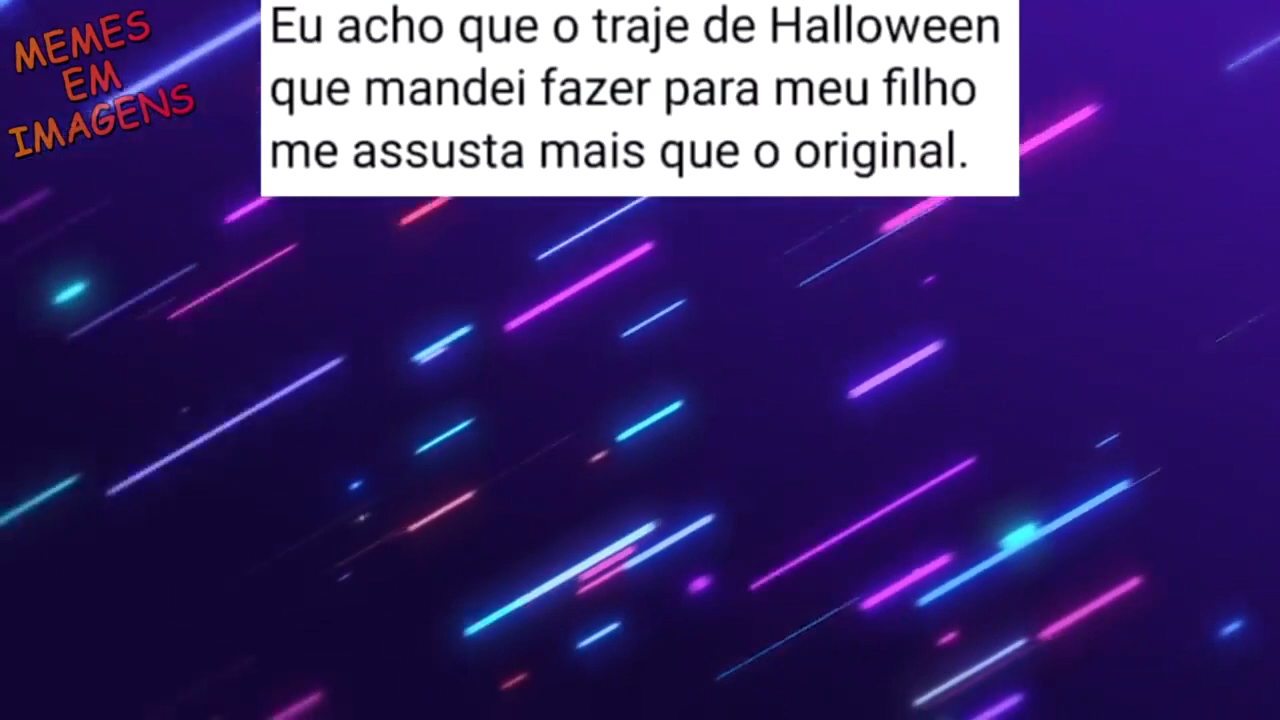 MEMES
EM
IMAGENS
Eu acho que o traje de Halloween
que mandei fazer para meu filho
me assusta mais que o original.